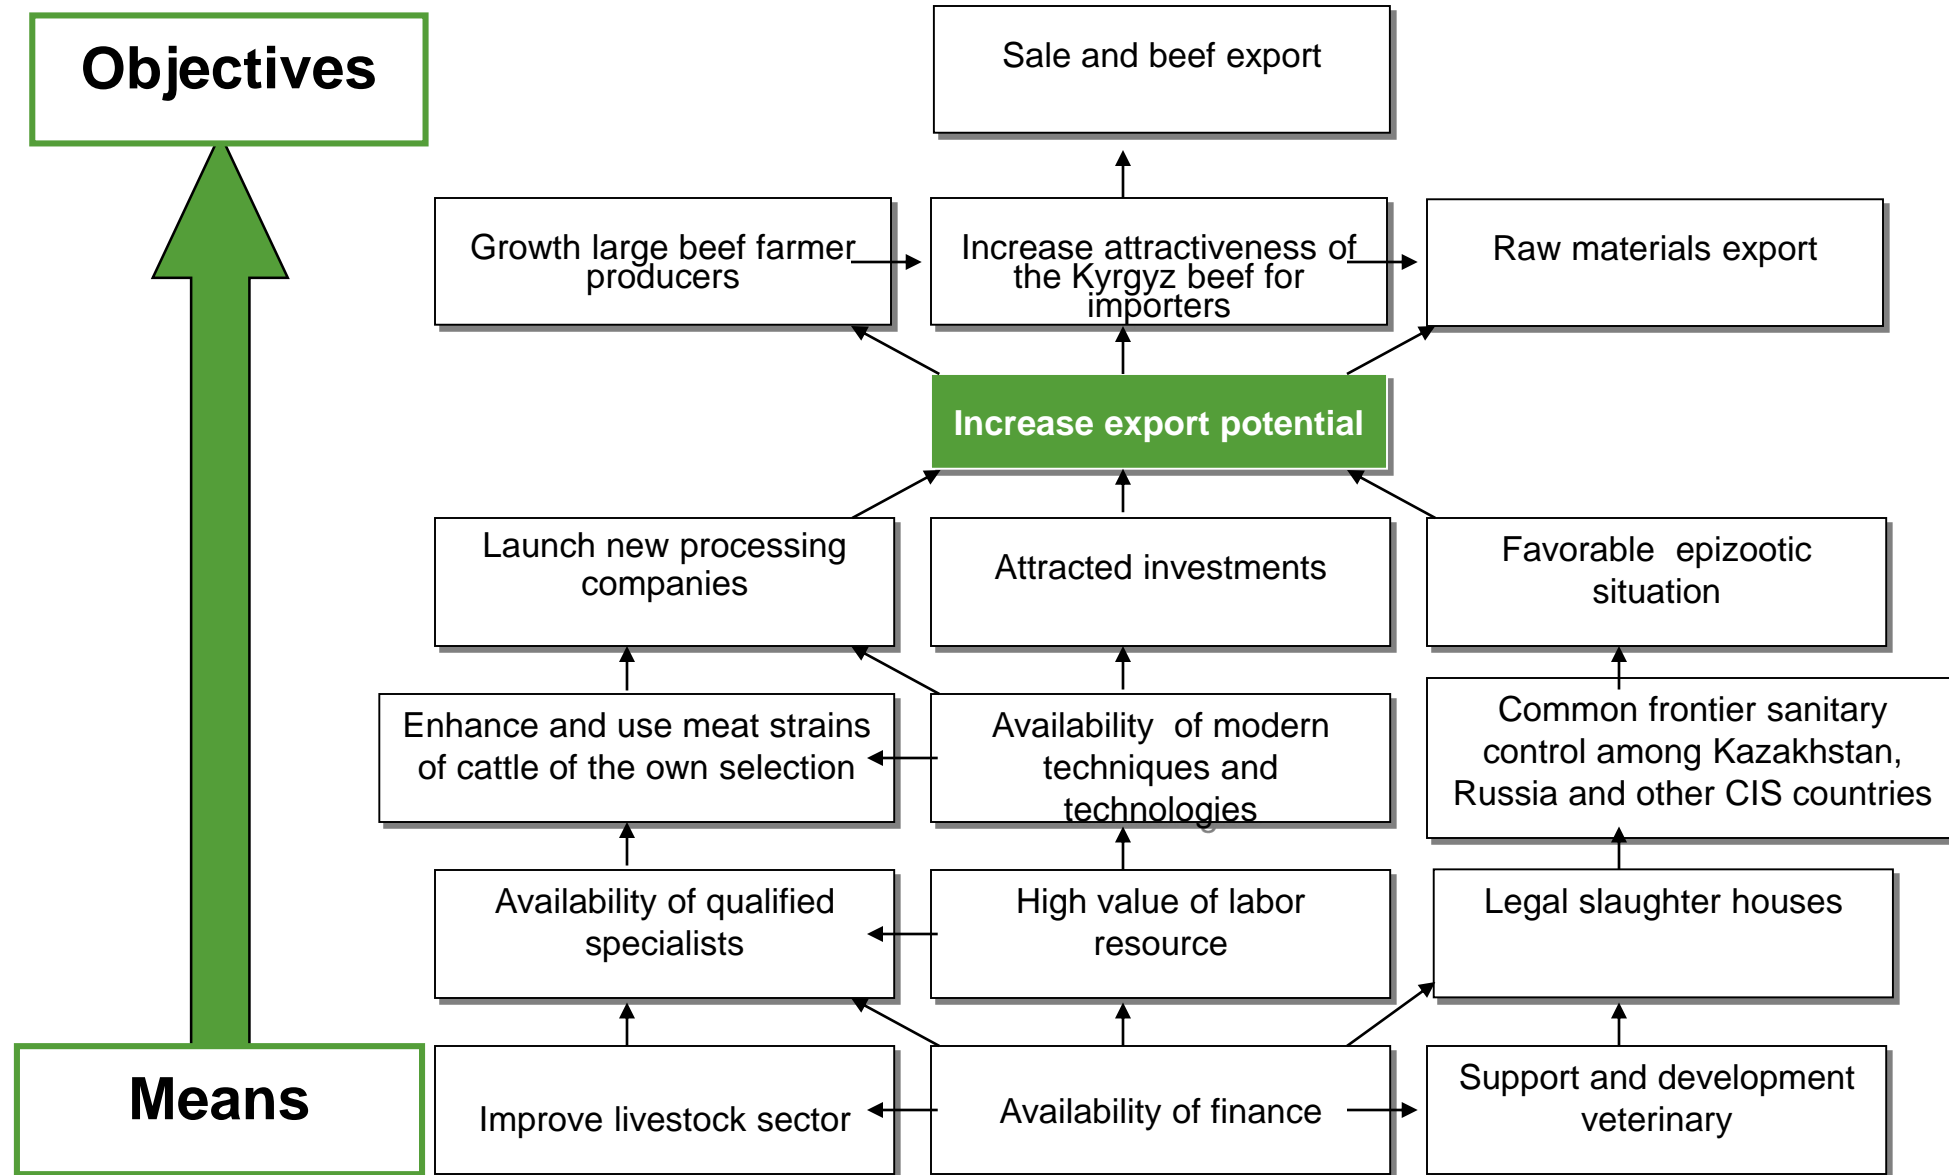 Objectives
Sale and beef export
Growth large beef farmer
producers
Increase attractiveness of
the Kyrgyz beef for
importers
Raw materials export
Increase export potential
Launch new processing
companies
Attracted investments
Favorable epizootic
situation
Enhance and use meat strains
of cattle of the own selection
Availability of modern
techniques and
technologies
Common frontier sanitary
control among Kazakhstan,
Russia and other CIS countries
Availability of qualified
specialists
High value of labor
resource
Legal slaughter houses
Means
Improve livestock sector
Availability of finance
Support and development
veterinary